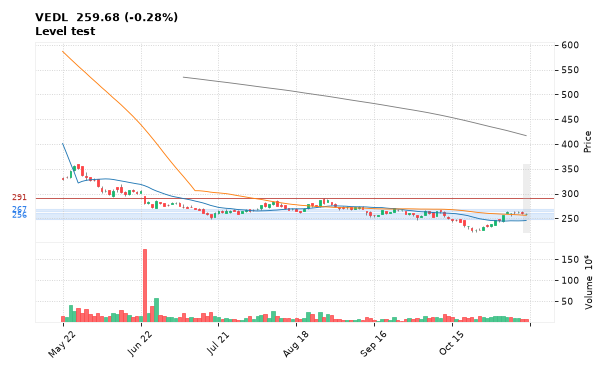 VEDL 259.68 (-0.28%)
Level test
600
550
500
450
400
350
300
250
Price
291
267
256
150
100
50
Volume 10⁶
May 22
Jun 22
Jul 21
Aug 18
Sep 16
Oct 15